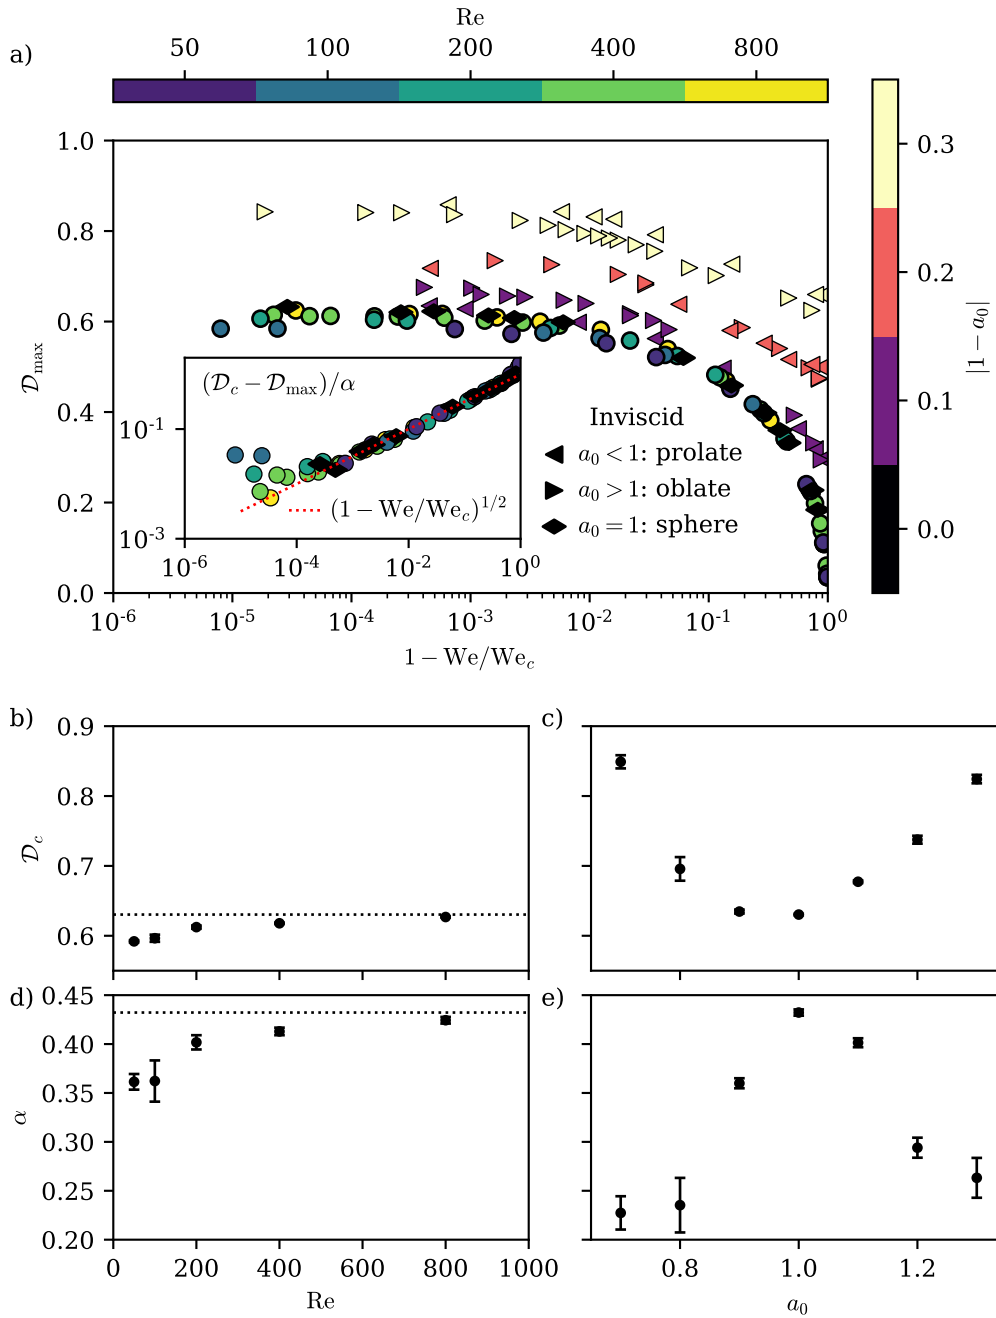 Re
a)
50 100 200 400 800
1.0
0.8
0.6
0.4
0.2
0.0
𝒟max
10⁻⁶ 10⁻⁵ 10⁻⁴ 10⁻³ 10⁻² 10⁻¹ 10⁰
1 − We/We_c
(𝒟_c − 𝒟max)/α
10⁻¹
10⁻³
(1 − We/We_c)^1/2
10⁻⁶ 10⁻⁴ 10⁻² 10⁰
Inviscid
a₀ < 1: prolate
a₀ > 1: oblate
a₀ = 1: sphere
0.3
0.2
0.1
0.0
|1 − a₀|
b)
0.9
0.8
0.7
0.6
𝒟_c
c)
d)
0.45
0.40
0.35
0.30
0.25
0.20
α
0 200 400 600 800 1000
Re
e)
0.8 1.0 1.2
a₀